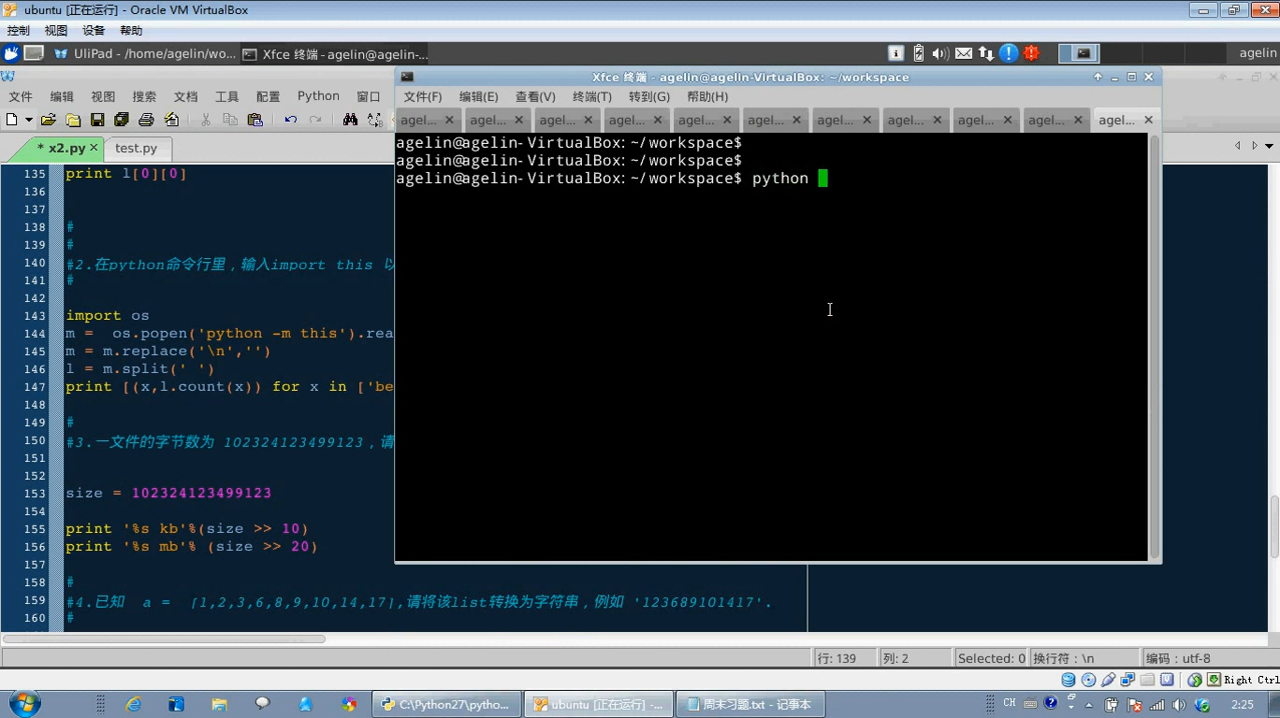 ubuntu [正在运行] - Oracle VM VirtualBox
控制 视图 设备 帮助
UliPad - /home/agelin/wo...
Xfce 终端 - agelin@agelin-...
agelin
Xfce 终端 - agelin@agelin-VirtualBox: ~/workspace
文件 编辑 视图 搜索 文档 工具 配置 Python 窗口
文件(F) 编辑(E) 查看(V) 终端(T) 转到(G) 帮助(H)
agel... agel... agel... agel... agel... agel... agel... agel... agel... agel... agel...
* x2.py test.py
agelin@agelin-VirtualBox:~/workspace$
agelin@agelin-VirtualBox:~/workspace$
agelin@agelin-VirtualBox:~/workspace$ python
135 print l[0][0]
136
137
138 #
139 #
140 #2.在python命令行里，输入import this 以
141 #
142
143 import os
144 m = os.popen('python -m this').rea
145 m = m.replace('\n','')
146 l = m.split(' ')
147 print [(x,l.count(x)) for x in ['be
148
149 #
150 #3.一文件的字节数为 102324123499123，请
151
152
153 size = 102324123499123
154
155 print '%s kb'%(size >> 10)
156 print '%s mb'% (size >> 20)
157
158 #
159 #4.已知 a = [1,2,3,6,8,9,10,14,17],请将该list转换为字符串，例如 '123689101417'.
160 #
行: 139 列: 2 Selected: 0 换行符：\n 编码：utf-8
Right Ctrl
C:\Python27\pytho...
ubuntu [正在运行] -...
周末习题.txt - 记事本
CH
2:25